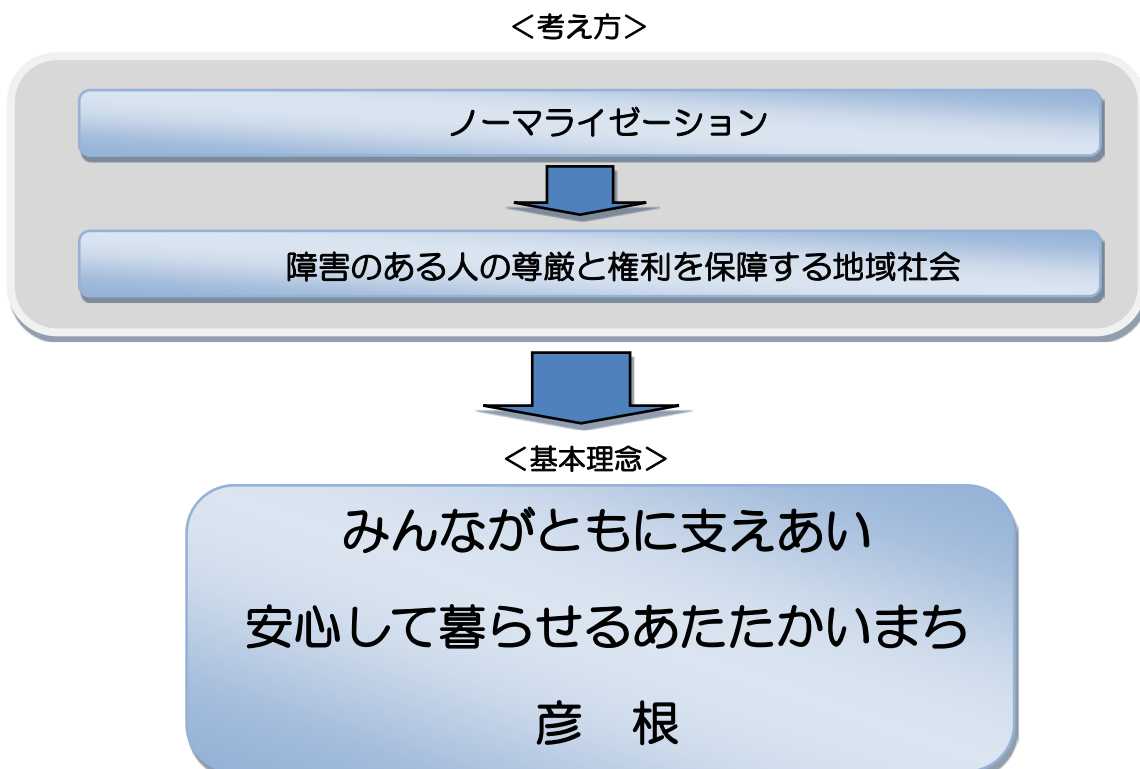 ＜考え方＞
ノーマライゼーション
障害のある人の尊厳と権利を保障する地域社会
＜基本理念＞
みんながともに支えあい
安心して暮らせるあたたかいまち
彦　根